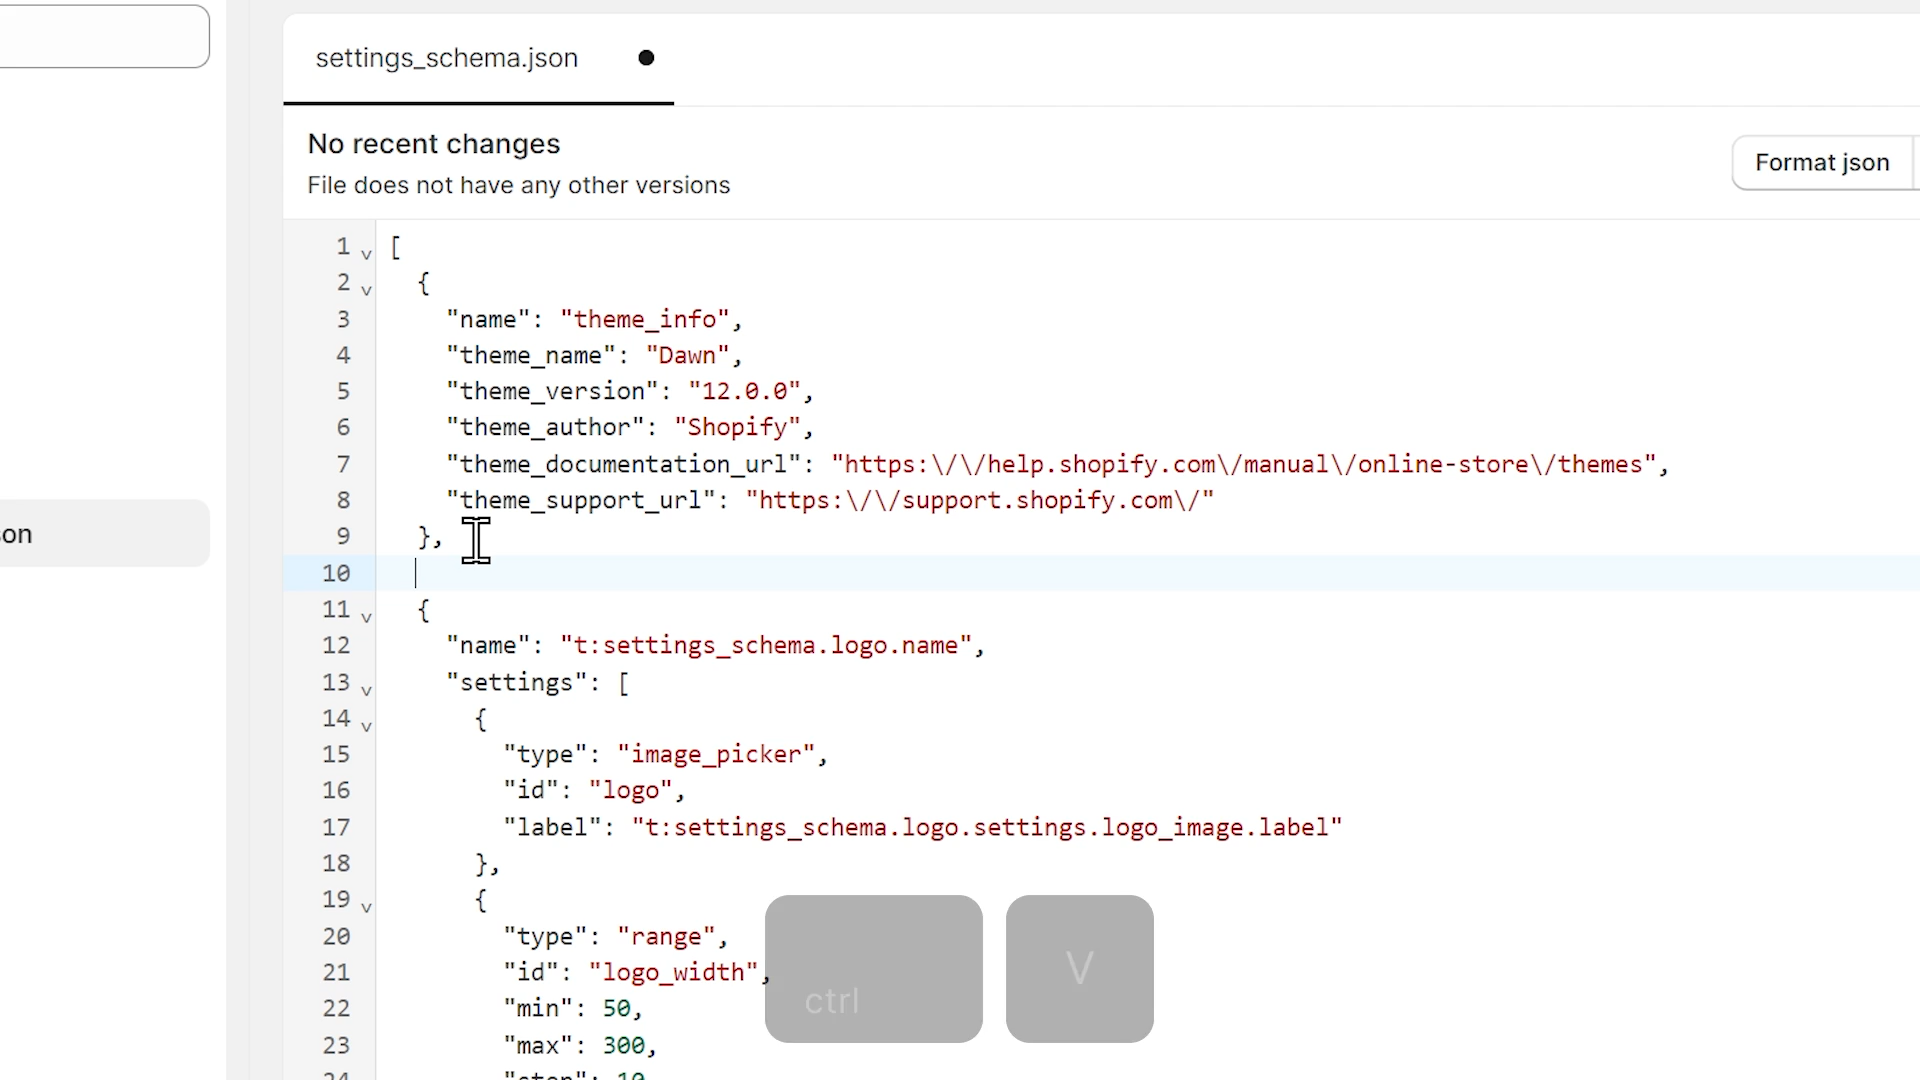 settings_schema.json
No recent changes
File does not have any other versions
Format json
1 [
2 {
3 "name": "theme_info",
4 "theme_name": "Dawn",
5 "theme_version": "12.0.0",
6 "theme_author": "Shopify",
7 "theme_documentation_url": "https:\/\/help.shopify.com\/manual\/online-store\/themes",
8 "theme_support_url": "https:\/\/support.shopify.com\/"
on
9 },
10
11 {
12 "name": "t:settings_schema.logo.name",
13 "settings": [
14 {
15 "type": "image_picker",
16 "id": "logo",
17 "label": "t:settings_schema.logo.settings.logo_image.label"
18 },
19 {
20 "type": "range",
21 "id": "logo_width",
22 "min": 50,
23 "max": 300,
24 "step": 10
ctrl
V